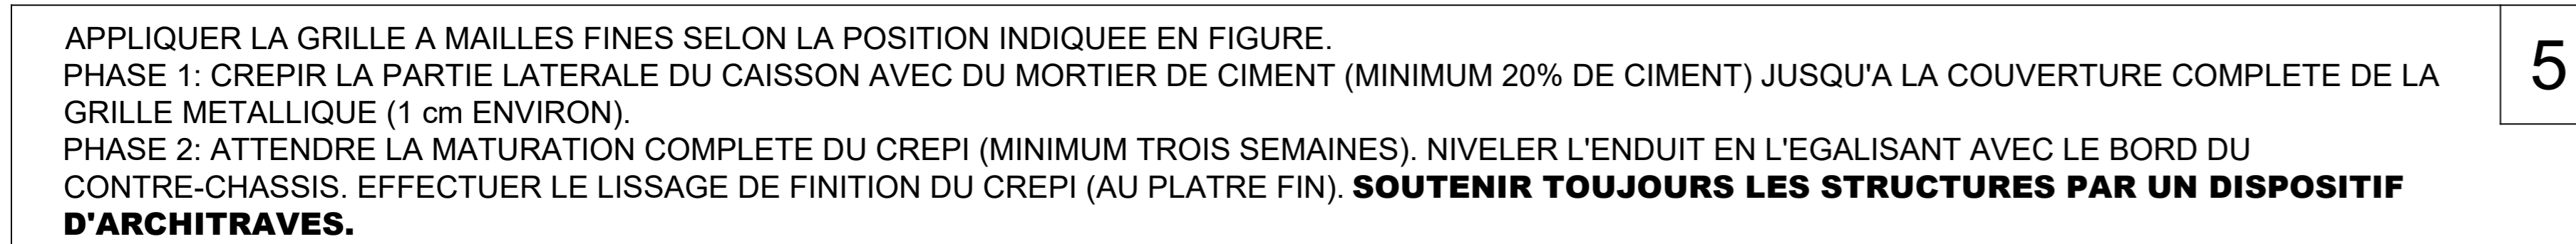 APPLIQUER LA GRILLE A MAILLES FINES SELON LA POSITION INDIQUEE EN FIGURE.
PHASE 1: CREPIR LA PARTIE LATERALE DU CAISSON AVEC DU MORTIER DE CIMENT (MINIMUM 20% DE CIMENT) JUSQU'A LA COUVERTURE COMPLETE DE LA
GRILLE METALLIQUE (1 cm ENVIRON).
PHASE 2: ATTENDRE LA MATURATION COMPLETE DU CREPI (MINIMUM TROIS SEMAINES). NIVELER L'ENDUIT EN L'EGALISANT AVEC LE BORD DU
CONTRE-CHASSIS. EFFECTUER LE LISSAGE DE FINITION DU CREPI (AU PLATRE FIN). SOUTENIR TOUJOURS LES STRUCTURES PAR UN DISPOSITIF
D'ARCHITRAVES.
5